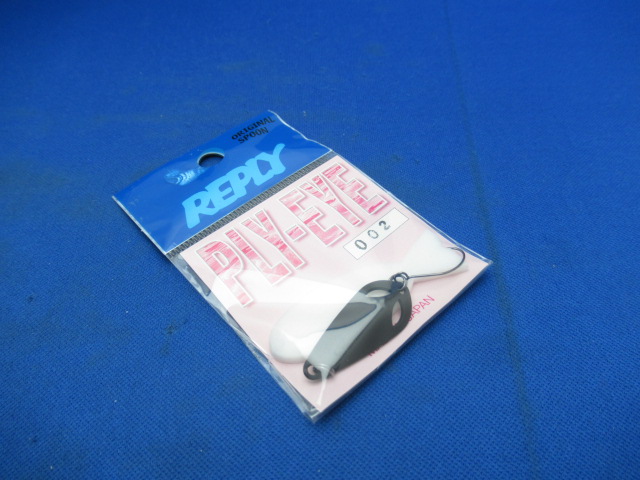 ORIGINAL
SPOON
REPLY
PLY-EYE
002
JAPAN